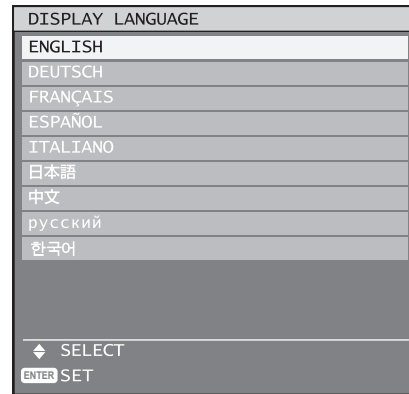 DISPLAY LANGUAGE
ENGLISH
DEUTSCH
FRANÇAIS
ESPAÑOL
ITALIANO
日本語
中文
русский
한국어
SELECT
ENTER SET